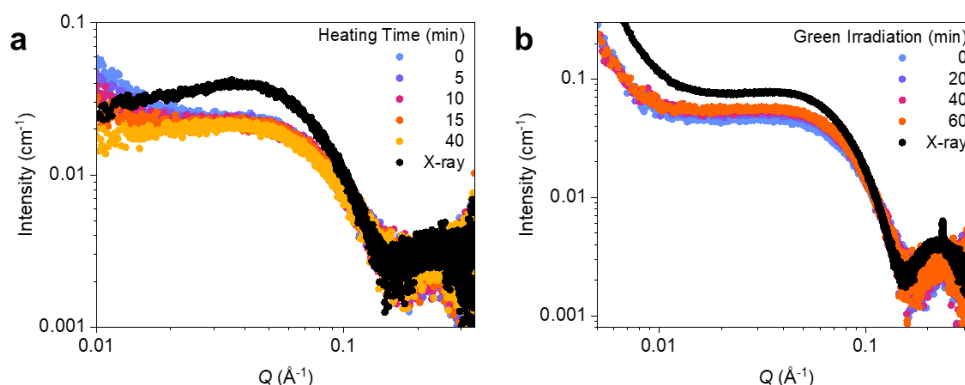 a
Heating Time (min)
0
5
10
15
40
X-ray
0.1
0.01
0.001
Intensity (cm⁻¹)
0.01
0.1
Q (Å⁻¹)
b
Green Irradiation (min)
0
20
40
60
X-ray
0.1
0.01
0.001
Intensity (cm⁻¹)
0.01
0.1
Q (Å⁻¹)